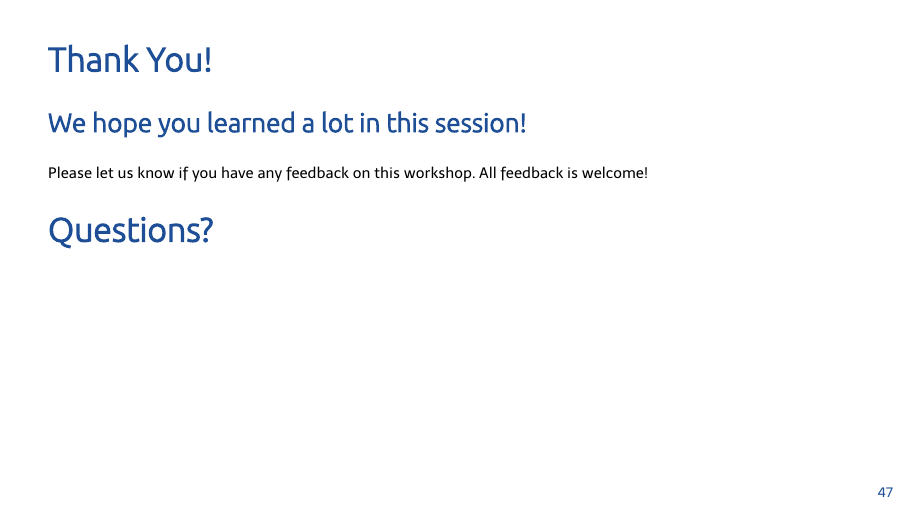 Thank You!
We hope you learned a lot in this session!
Please let us know if you have any feedback on this workshop. All feedback is welcome!
Questions?
47